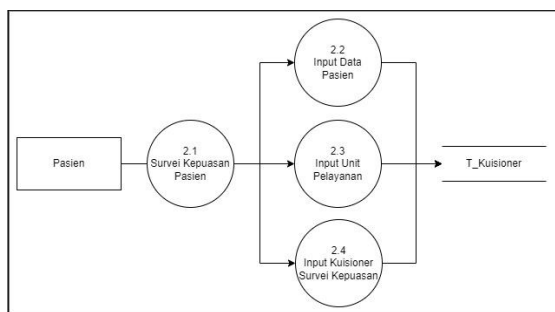 Pasien
2.1
Survei Kepuasan
Pasien
2.2
Input Data
Pasien
2.3
Input Unit
Pelayanan
2.4
Input Kuisioner
Survei Kepuasan
T_Kuisioner